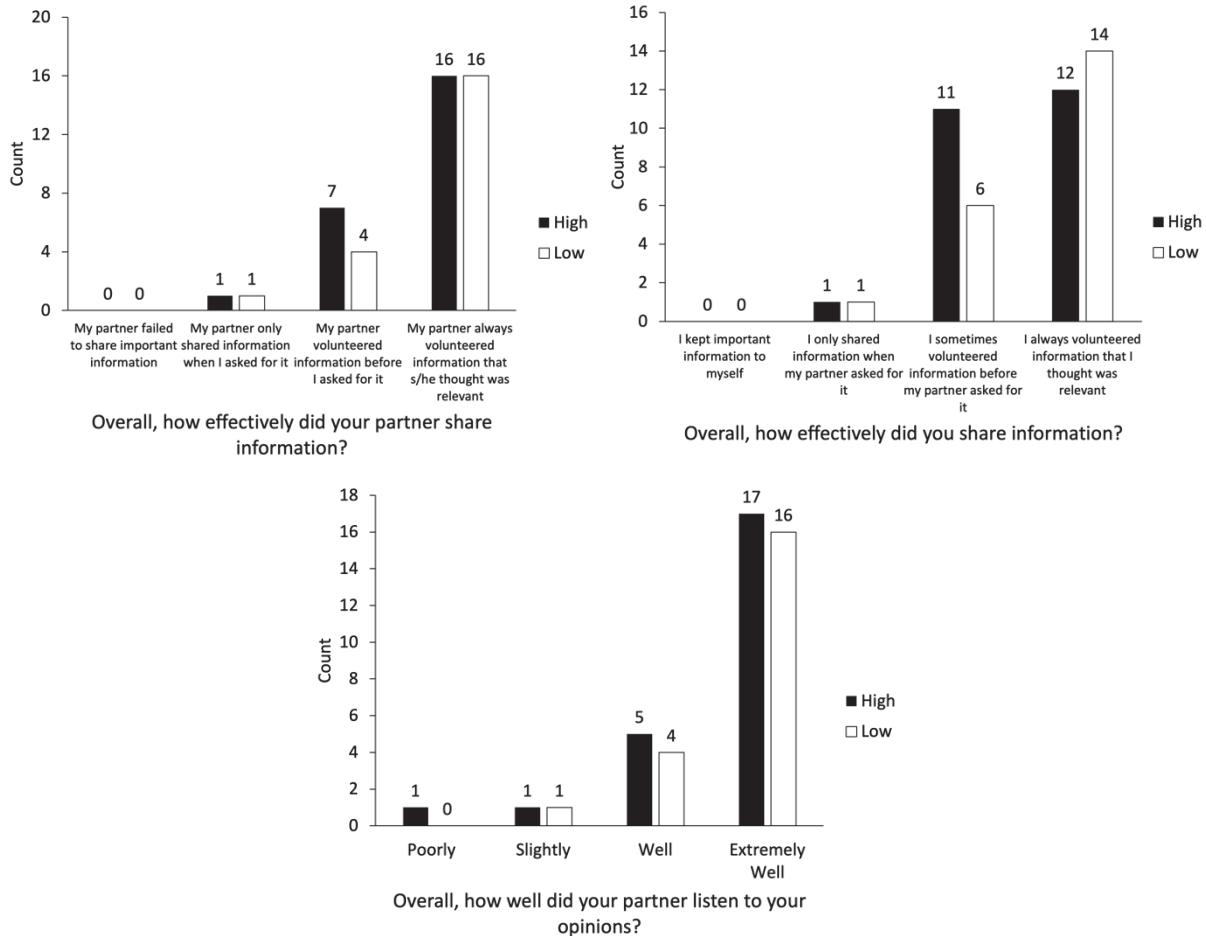 20
16
12
8
4
0
Count
0 0
1 1
7
4
16 16
High
Low
My partner failed
to share important
information
My partner only
shared information
when I asked for it
My partner
volunteered
information before
I asked for it
My partner always
volunteered
information that
s/he thought was
relevant
Overall, how effectively did your partner share
information?
16
14
12
10
8
6
4
2
0
Count
0 0
1 1
11
6
12
14
High
Low
I kept important
information to
myself
I only shared
information when
my partner asked for
it
I sometimes
volunteered
information before
my partner asked for
it
I always volunteered
information that I
thought was
relevant
Overall, how effectively did you share information?
18
16
14
12
10
8
6
4
2
0
Count
1
0
1 1
5
4
17
16
High
Low
Poorly
Slightly
Well
Extremely
Well
Overall, how well did your partner listen to your
opinions?